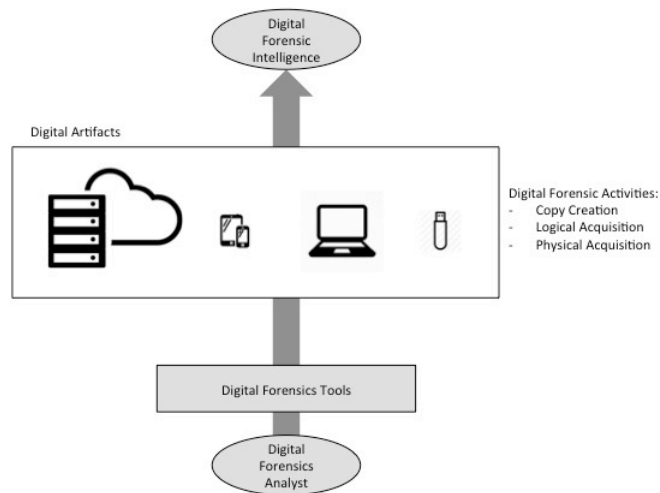 Digital
Forensic
Intelligence
Digital Artifacts
Digital Forensic Activities:
- Copy Creation
- Logical Acquisition
- Physical Acquisition
Digital Forensics Tools
Digital
Forensics
Analyst